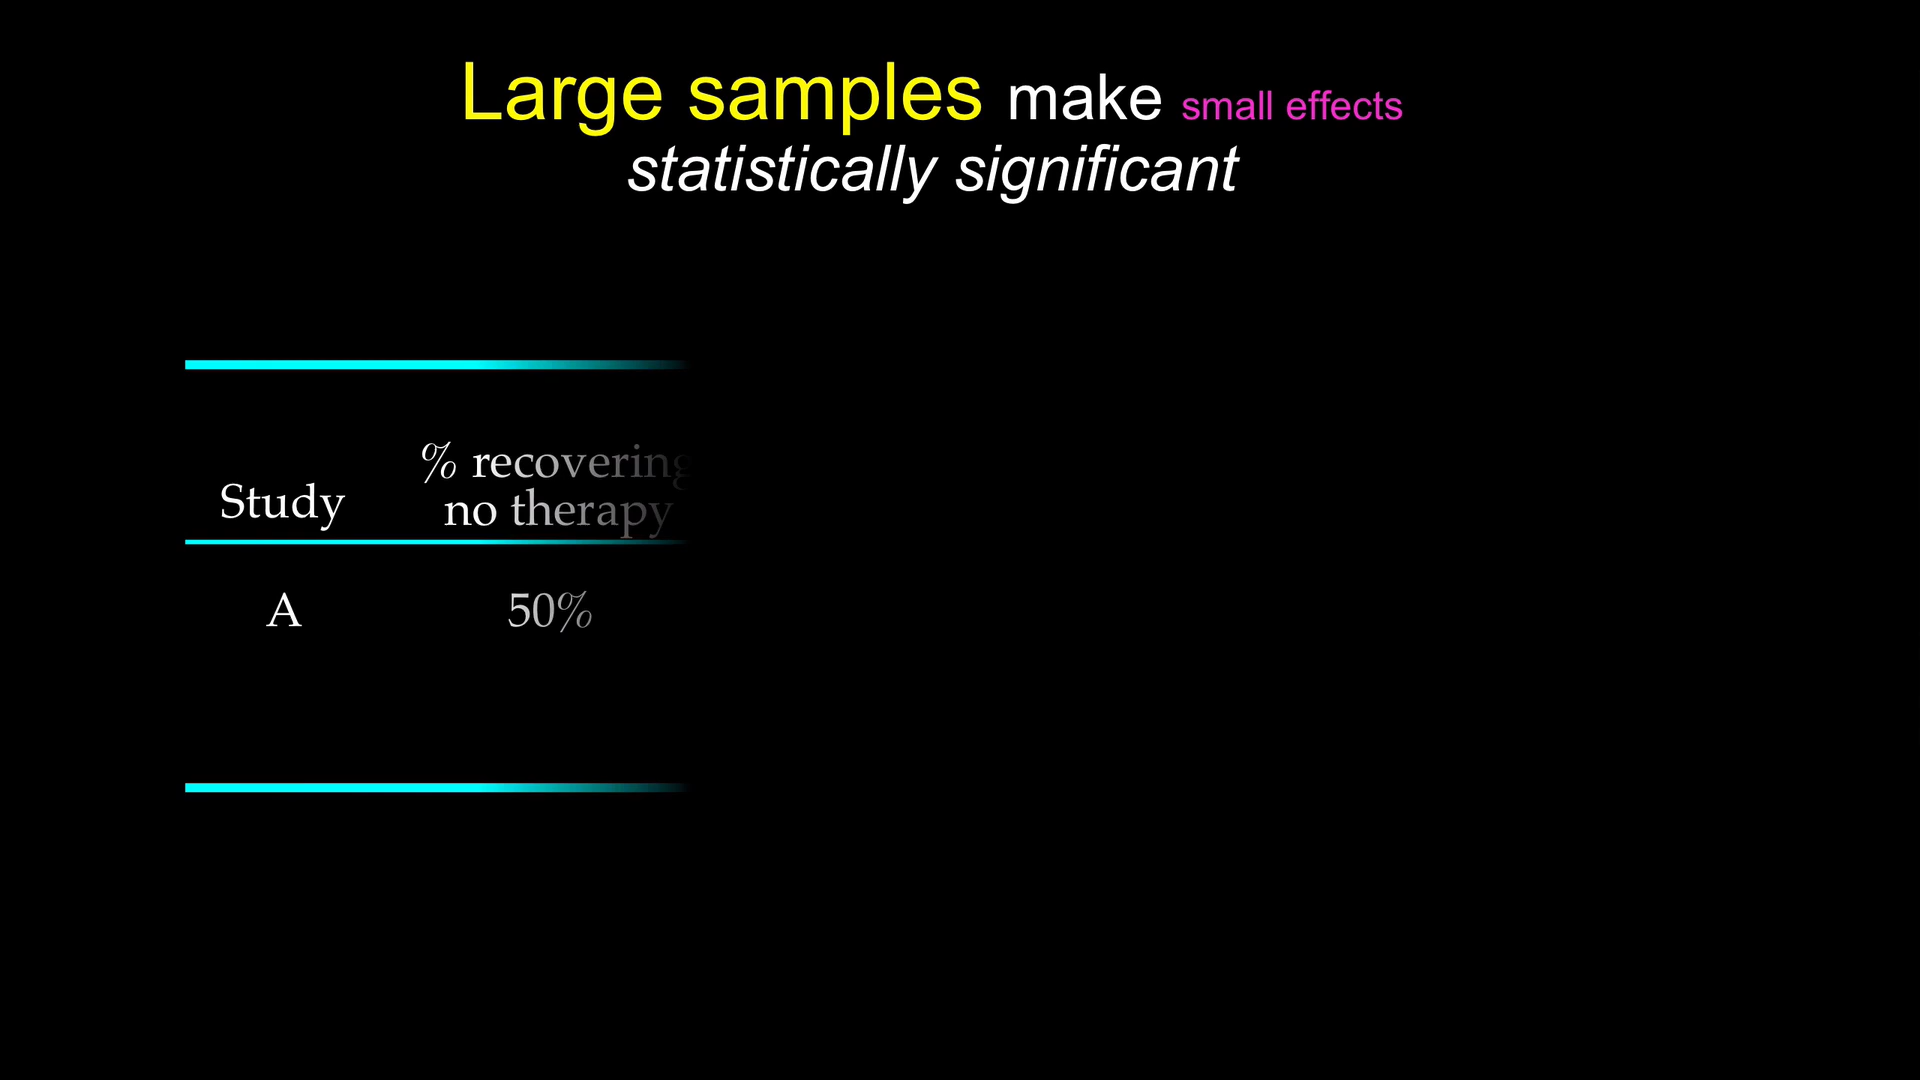 Large samples make small effects
statistically significant
% recovering
no therapy
Study
A 50%